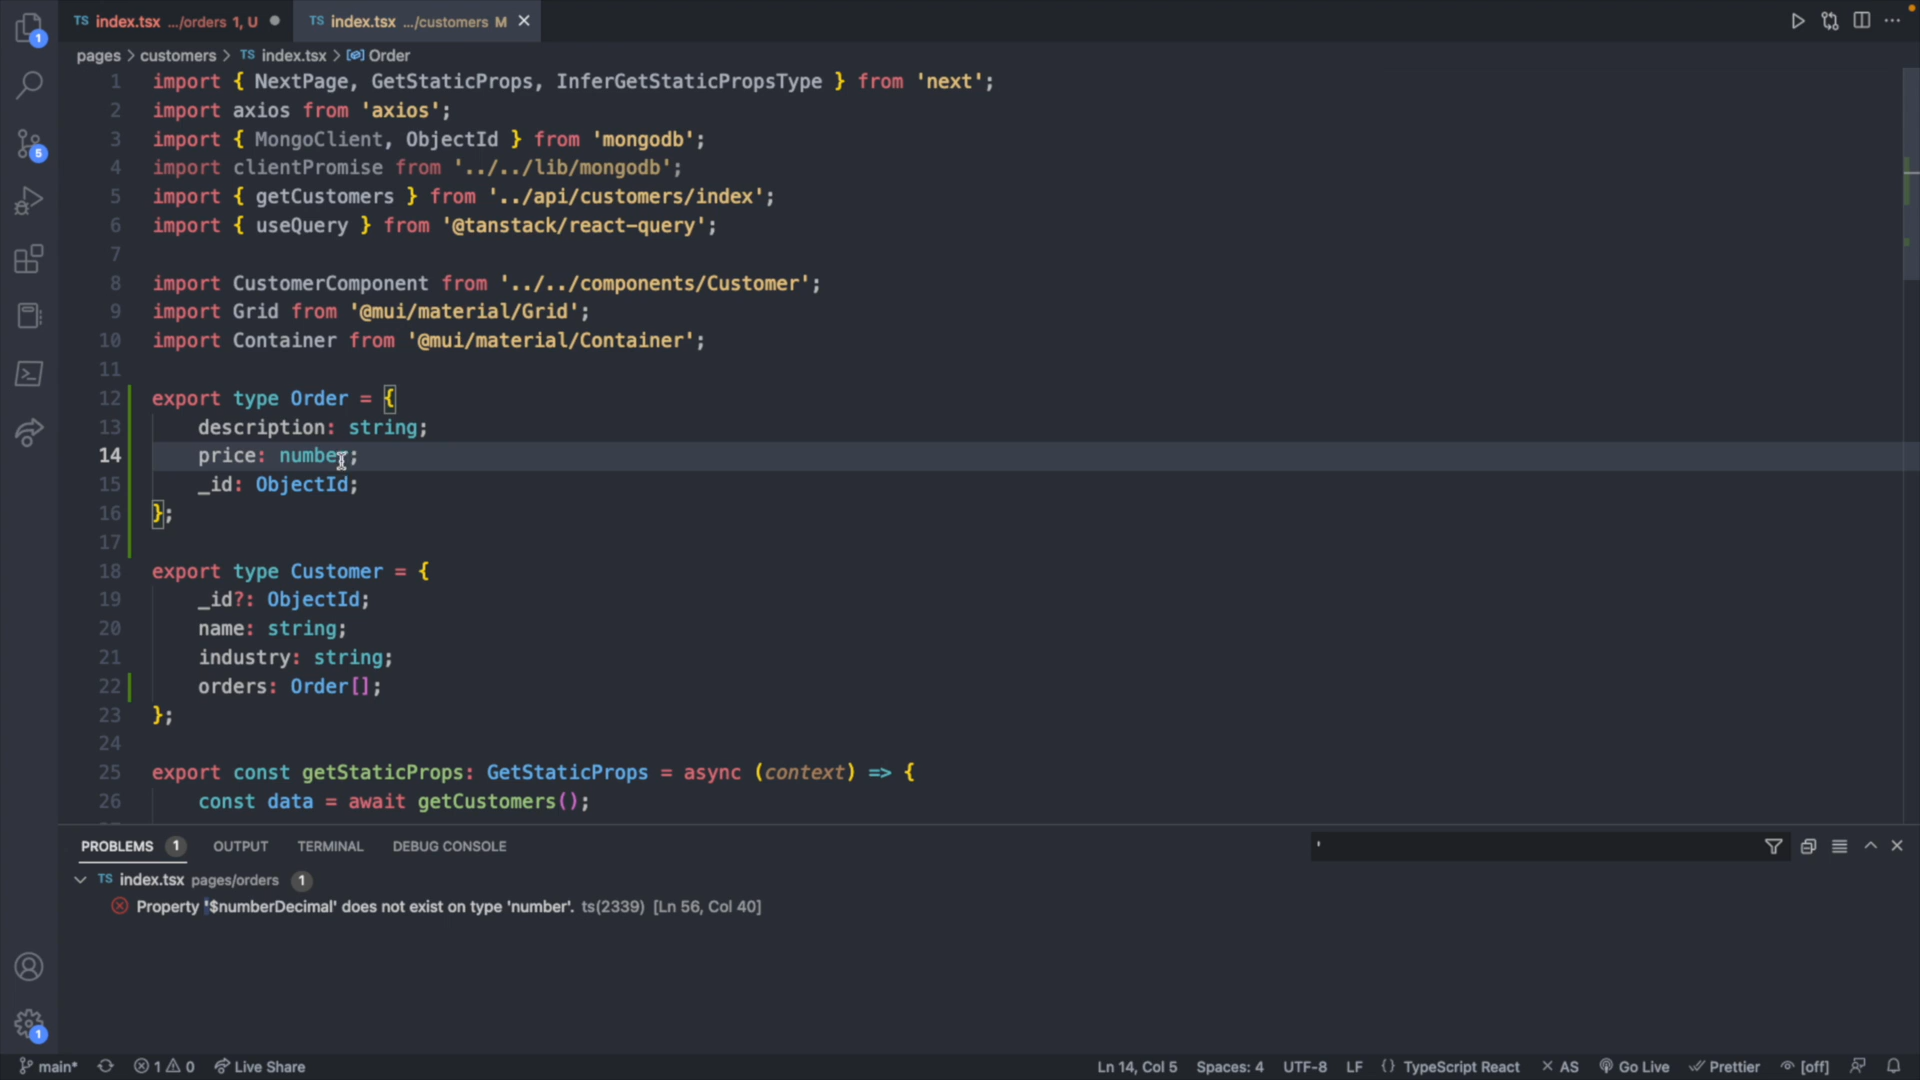 TS index.tsx .../orders 1, U
TS index.tsx .../customers M
pages > customers > TS index.tsx > Order
1 import { NextPage, GetStaticProps, InferGetStaticPropsType } from 'next';
2 import axios from 'axios';
3 import { MongoClient, ObjectId } from 'mongodb';
4 import clientPromise from '../../lib/mongodb';
5 import { getCustomers } from '../api/customers/index';
6 import { useQuery } from '@tanstack/react-query';
7
8 import CustomerComponent from '../../components/Customer';
9 import Grid from '@mui/material/Grid';
10 import Container from '@mui/material/Container';
11
12 export type Order = {
13 description: string;
14 price: number;
15 _id: ObjectId;
16 };
17
18 export type Customer = {
19 _id?: ObjectId;
20 name: string;
21 industry: string;
22 orders: Order[];
23 };
24
25 export const getStaticProps: GetStaticProps = async (context) => {
26 const data = await getCustomers();
1
5
PROBLEMS 1 OUTPUT TERMINAL DEBUG CONSOLE
'
TS index.tsx pages/orders 1
Property '$numberDecimal' does not exist on type 'number'. ts(2339) [Ln 56, Col 40]
1
main* 1 0 Live Share
Ln 14, Col 5 Spaces: 4 UTF-8 LF {} TypeScript React AS Go Live Prettier [off]